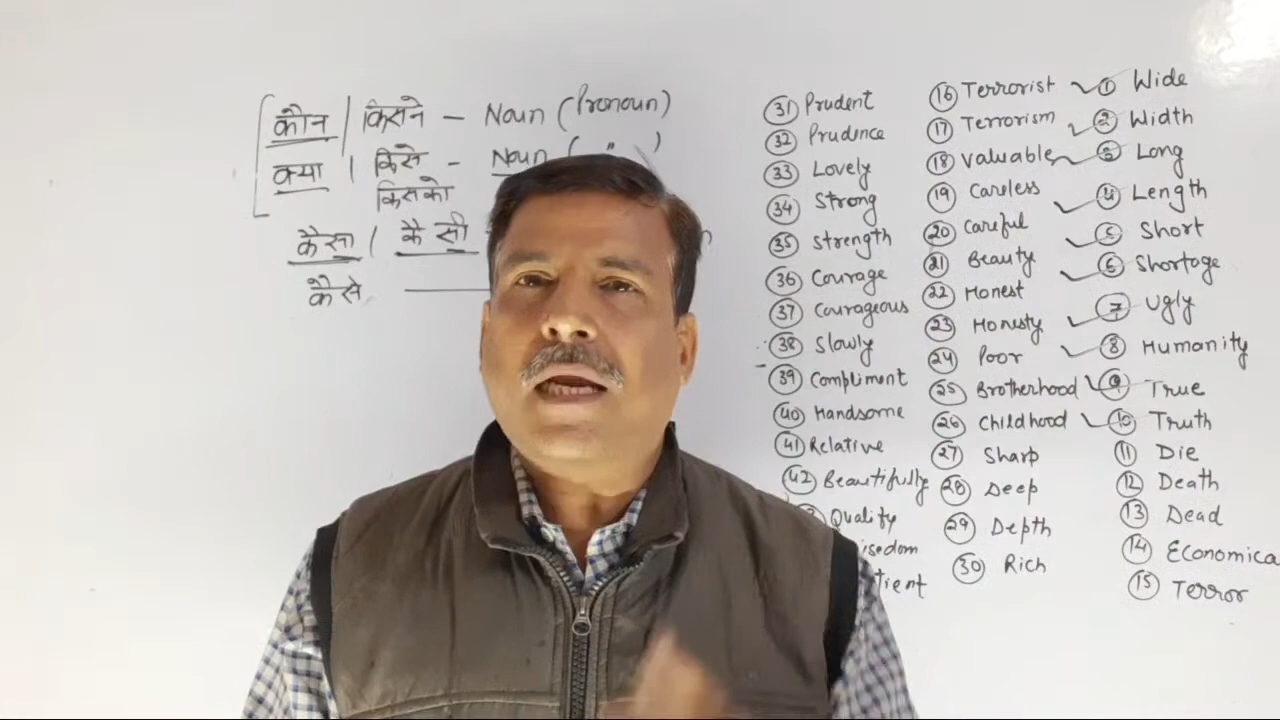 कौन | किसने – Noun (Pronoun)
क्या | किसे – Noun ( " )
किसको
कैसा | कैसी
कैसे
(31) Prudent
(32) Prudence
(33) Lovely
(34) Strong
(35) Strength
(36) Courage
(37) Courageous
(38) Slowly
(39) Compliment
(40) Handsome
(41) Relative
(42) Beautifully
Quality
isedom
tient
(16) Terrorist
(17) Terrorism
(18) Valuable
(19) Careless
(20) Careful
(21) Beauty
(22) Honest
(23) Honesty
(24) Poor
(25) Brotherhood
(26) Childhood
(27) Sharp
(28) Deep
(29) Depth
(30) Rich
(1) Wide
(2) Width
(3) Long
(4) Length
(5) Short
(6) Shortage
(7) Ugly
(8) Humanity
(9) True
(10) Truth
(11) Die
(12) Death
(13) Dead
(14) Economica
(15) Terror